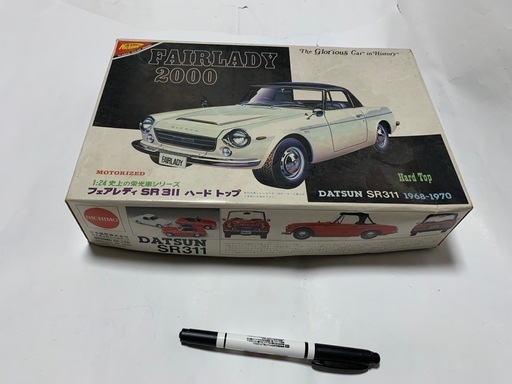 Nichimo
FAIRLADY
2000
"The Glorious Car in History"
DATSUN
FAIRLADY
MOTORIZED
1:24 史上の栄光車シリーズ
フェアレディ SR311 ハードトップ
Hard Top
DATSUN SR311 1968-1970
NICHIMO
DATSUN
SR311